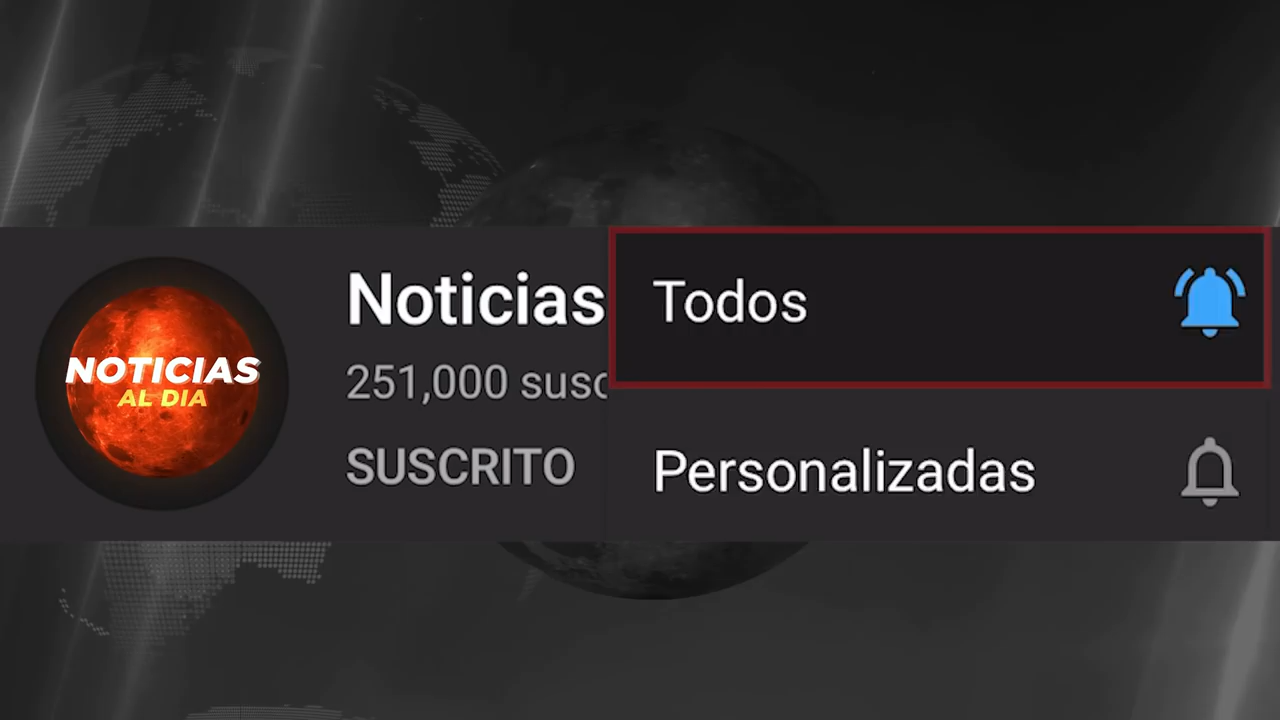 NOTICIAS
AL DIA
Noticias
251,000 susc
SUSCRITO
Todos
Personalizadas